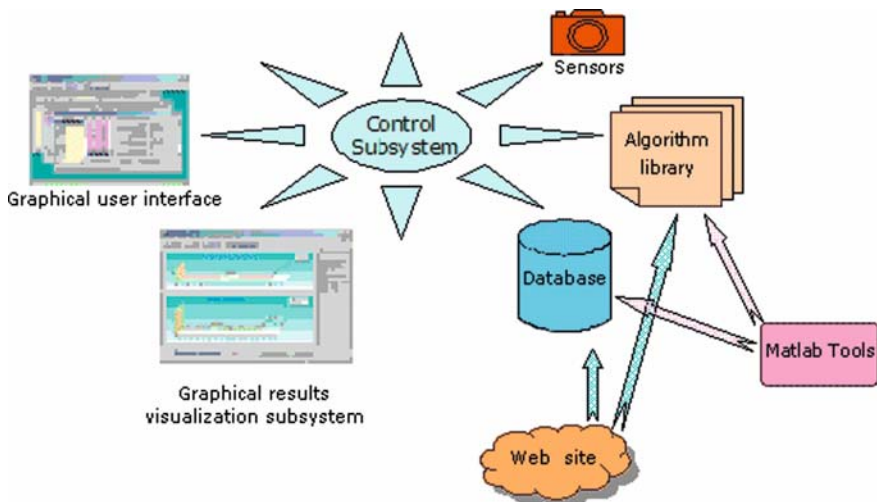 Sensors
Control
Subsystem
Algorithm
library
Graphical user interface
Database
Matlab Tools
Graphical results
visualization subsystem
Web site